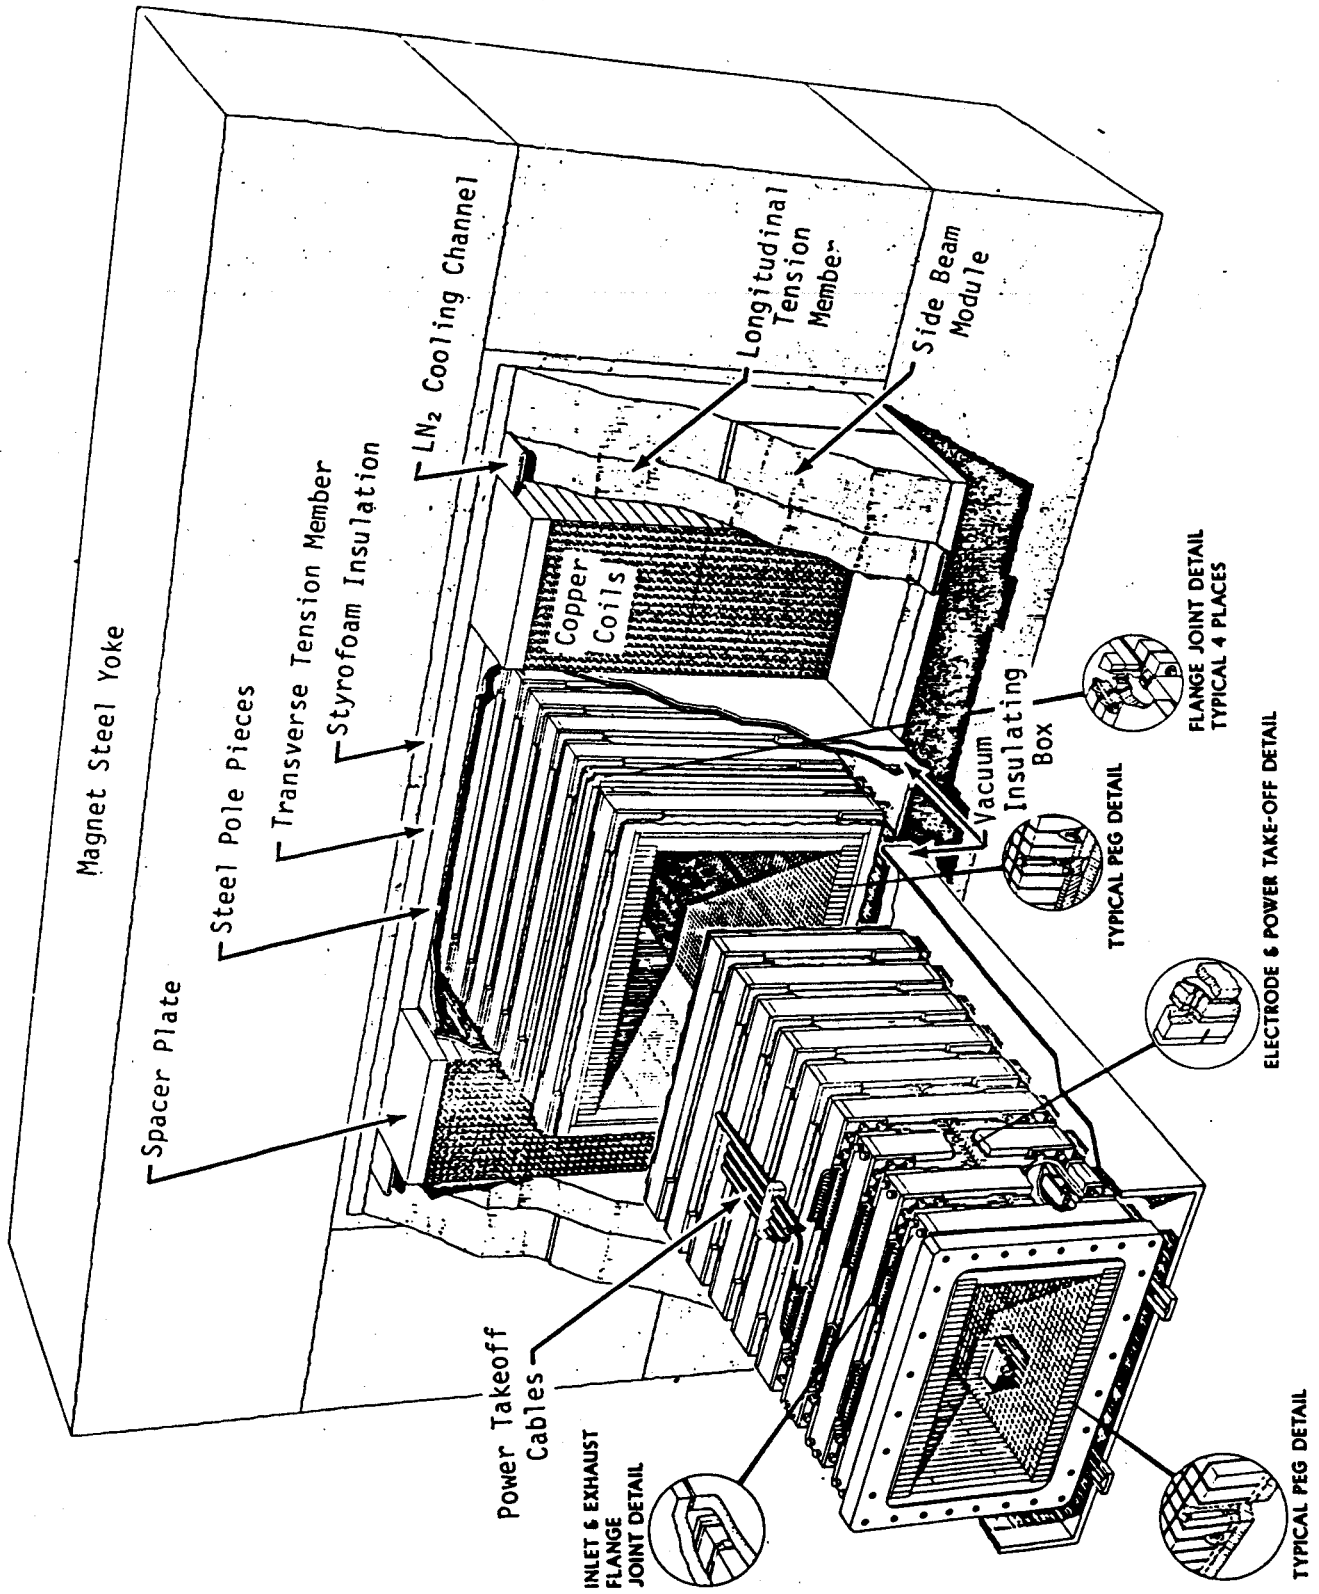 Magnet Steel Yoke
Spacer Plate
Steel Pole Pieces
Transverse Tension Member
Styrofoam Insulation
LN₂ Cooling Channel
Longitudinal
Tension
Member
Side Beam
Module
Copper
Coils
Vacuum
Insulating
Box
Power Takeoff
Cables
INLET & EXHAUST
FLANGE
JOINT DETAIL
FLANGE JOINT DETAIL
TYPICAL 4 PLACES
TYPICAL PEG DETAIL
ELECTRODE & POWER TAKE-OFF DETAIL
TYPICAL PEG DETAIL